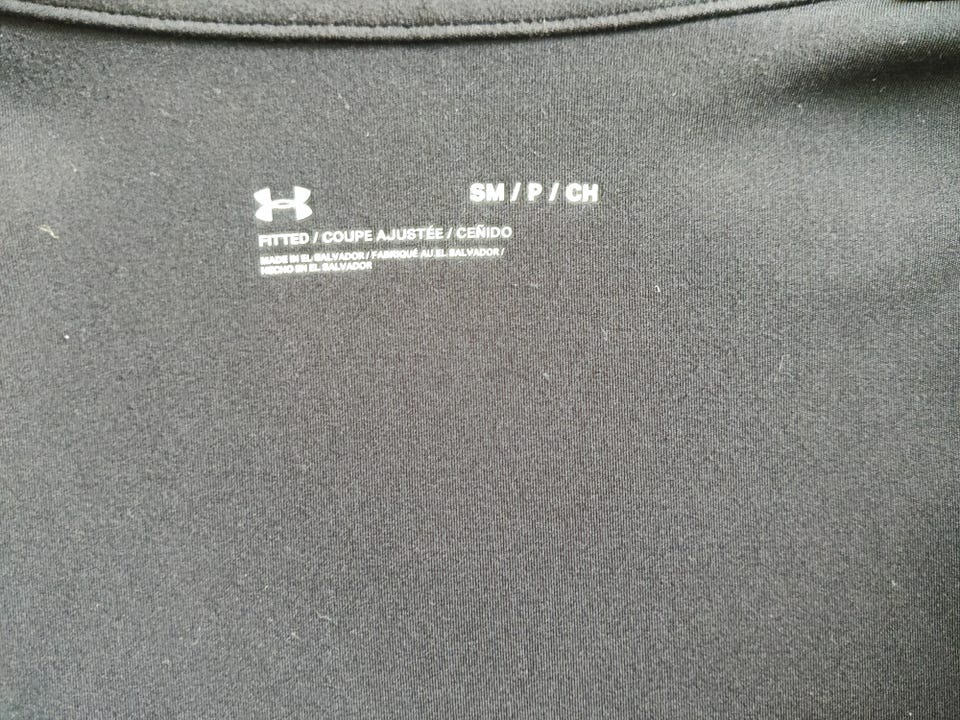 SM / P / CH
FITTED / COUPE AJUSTÉE / CEÑIDO
MADE IN EL SALVADOR / FABRIQUÉ AU EL SALVADOR /
HECHO EN EL SALVADOR